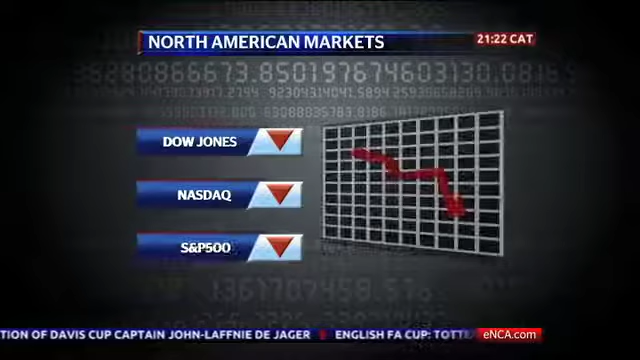 NORTH AMERICAN MARKETS
21:22 CAT
DOW JONES
NASDAQ
S&P500
TION OF DAVIS CUP CAPTAIN JOHN-LAFFNIE DE JAGER
ENGLISH FA CUP:
eNCA.com